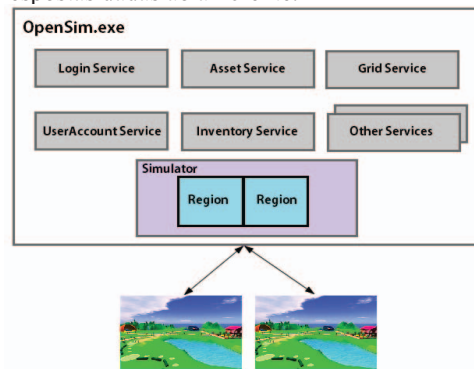 OpenSim.exe
Login Service
Asset Service
Grid Service
UserAccount Service
Inventory Service
Other Services
Simulator
Region
Region